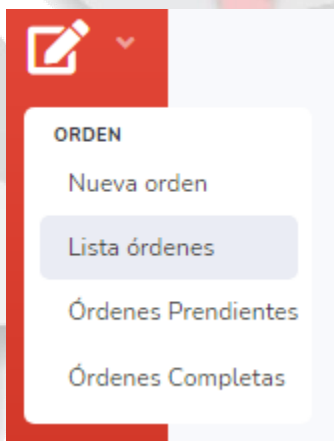 ORDEN
Nueva orden
Lista órdenes
Órdenes Prendientes
Órdenes Completas